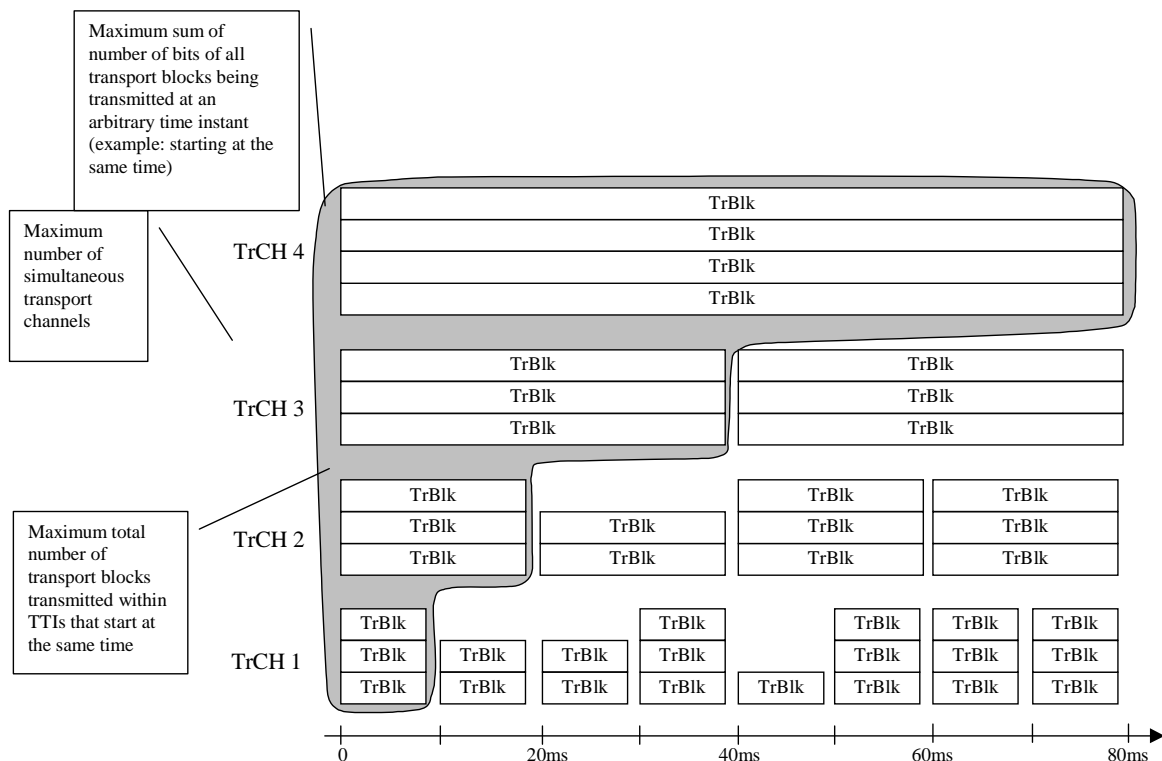 Maximum sum of
number of bits of all
transport blocks being
transmitted at an
arbitrary time instant
(example: starting at the
same time)
Maximum
number of
simultaneous
transport
channels
Maximum total
number of
transport blocks
transmitted within
TTIs that start at
the same time
TrCH 4
TrBlk
TrBlk
TrBlk
TrBlk
TrCH 3
TrBlk TrBlk
TrBlk TrBlk
TrBlk TrBlk
TrCH 2
TrBlk TrBlk TrBlk
TrBlk TrBlk TrBlk TrBlk
TrBlk TrBlk TrBlk TrBlk
TrCH 1
TrBlk TrBlk TrBlk TrBlk TrBlk
TrBlk TrBlk TrBlk TrBlk TrBlk TrBlk TrBlk
TrBlk TrBlk TrBlk TrBlk TrBlk TrBlk TrBlk TrBlk
0 20ms 40ms 60ms 80ms